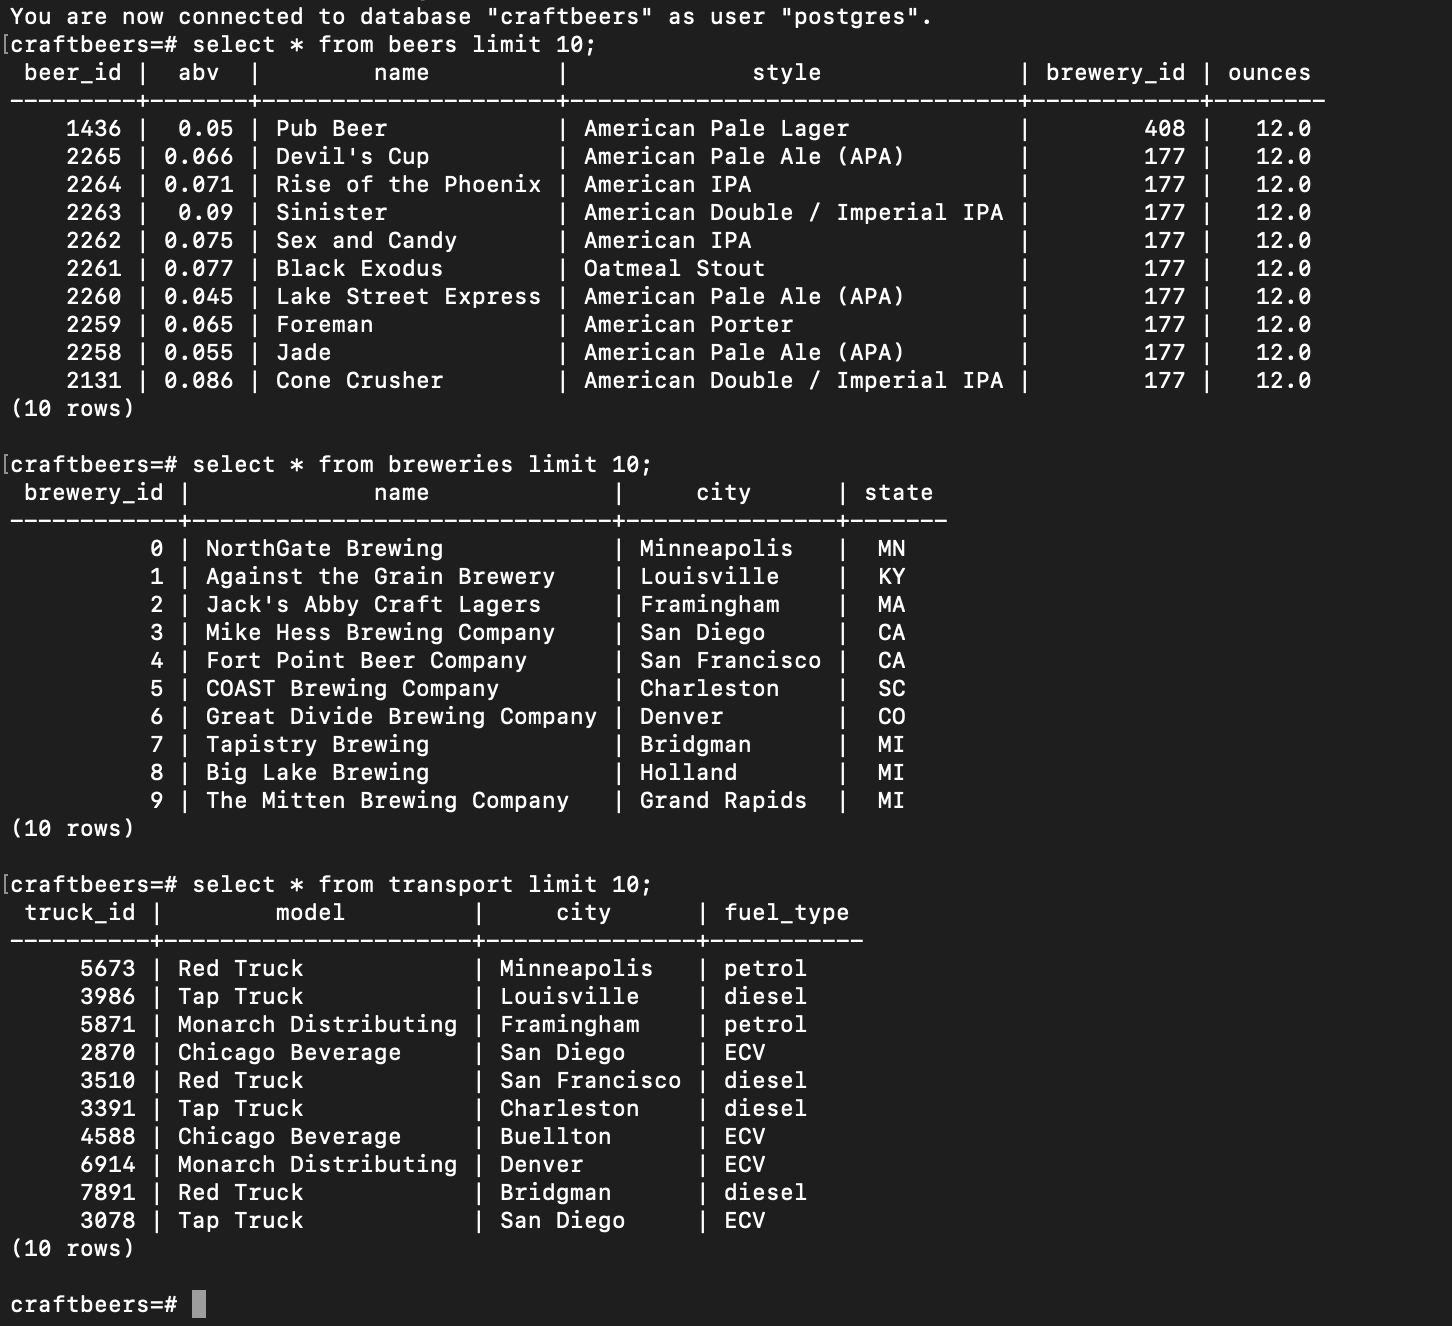 You are now connected to database "craftbeers" as user "postgres".
[craftbeers=# select * from beers limit 10;
 beer_id |  abv  |        name         |             style              | brewery_id | ounces
---------+-------+---------------------+--------------------------------+------------+--------
    1436 |  0.05 | Pub Beer            | American Pale Lager            |        408 |   12.0
    2265 | 0.066 | Devil's Cup         | American Pale Ale (APA)        |        177 |   12.0
    2264 | 0.071 | Rise of the Phoenix | American IPA                   |        177 |   12.0
    2263 |  0.09 | Sinister            | American Double / Imperial IPA |        177 |   12.0
    2262 | 0.075 | Sex and Candy       | American IPA                   |        177 |   12.0
    2261 | 0.077 | Black Exodus        | Oatmeal Stout                  |        177 |   12.0
    2260 | 0.045 | Lake Street Express | American Pale Ale (APA)        |        177 |   12.0
    2259 | 0.065 | Foreman             | American Porter                |        177 |   12.0
    2258 | 0.055 | Jade                | American Pale Ale (APA)        |        177 |   12.0
    2131 | 0.086 | Cone Crusher        | American Double / Imperial IPA |        177 |   12.0
(10 rows)

[craftbeers=# select * from breweries limit 10;
 brewery_id |             name             |     city      | state
------------+------------------------------+---------------+-------
          0 | NorthGate Brewing            | Minneapolis   |  MN
          1 | Against the Grain Brewery    | Louisville    |  KY
          2 | Jack's Abby Craft Lagers     | Framingham    |  MA
          3 | Mike Hess Brewing Company    | San Diego     |  CA
          4 | Fort Point Beer Company      | San Francisco |  CA
          5 | COAST Brewing Company        | Charleston    |  SC
          6 | Great Divide Brewing Company | Denver        |  CO
          7 | Tapistry Brewing             | Bridgman      |  MI
          8 | Big Lake Brewing             | Holland       |  MI
          9 | The Mitten Brewing Company   | Grand Rapids  |  MI
(10 rows)

[craftbeers=# select * from transport limit 10;
 truck_id |        model         |     city      | fuel_type
----------+----------------------+---------------+-----------
     5673 | Red Truck            | Minneapolis   | petrol
     3986 | Tap Truck            | Louisville    | diesel
     5871 | Monarch Distributing | Framingham    | petrol
     2870 | Chicago Beverage     | San Diego     | ECV
     3510 | Red Truck            | San Francisco | diesel
     3391 | Tap Truck            | Charleston    | diesel
     4588 | Chicago Beverage     | Buellton      | ECV
     6914 | Monarch Distributing | Denver        | ECV
     7891 | Red Truck            | Bridgman      | diesel
     3078 | Tap Truck            | San Diego     | ECV
(10 rows)

craftbeers=#